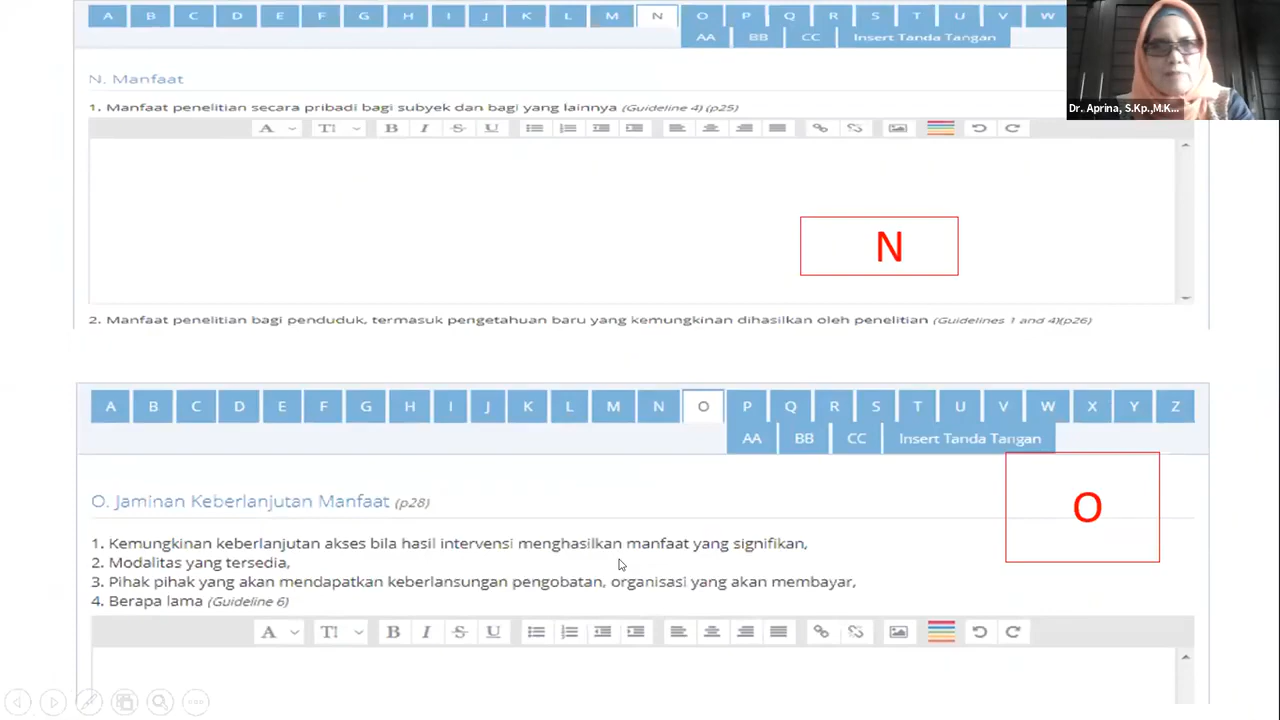 A B C D E F G H I J K L M N O P Q R S T U V W
AA BB CC Insert Tanda Tangan
Dr. Aprina, S.Kp.,M.K...
N. Manfaat
1. Manfaat penelitian secara pribadi bagi subyek dan bagi yang lainnya (Guideline 4) (p25)
A TI B I S U
N
2. Manfaat penelitian bagi penduduk, termasuk pengetahuan baru yang kemungkinan dihasilkan oleh penelitian (Guidelines 1 and 4)(p26)
A B C D E F G H I J K L M N O P Q R S T U V W X Y Z
AA BB CC Insert Tanda Tangan
O. Jaminan Keberlanjutan Manfaat (p28)
O
1. Kemungkinan keberlanjutan akses bila hasil intervensi menghasilkan manfaat yang signifikan,
2. Modalitas yang tersedia,
3. Pihak pihak yang akan mendapatkan keberlansungan pengobatan, organisasi yang akan membayar,
4. Berapa lama (Guideline 6)
A TI B I S U